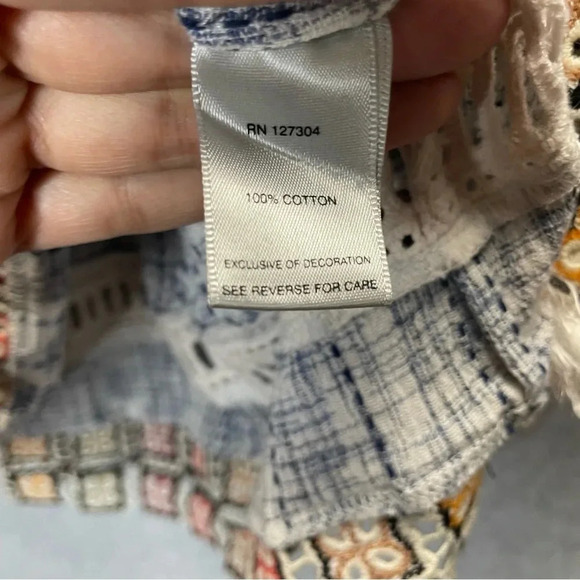 RN 127304
100% COTTON
EXCLUSIVE OF DECORATION
SEE REVERSE FOR CARE